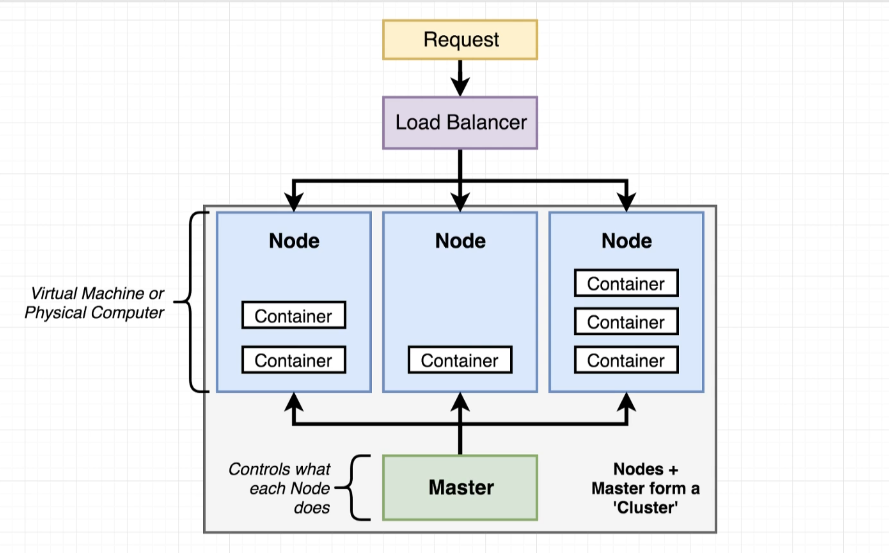 Request
Load Balancer
Node
Node
Node
Container
Container
Container
Container
Container
Container
Virtual Machine or
Physical Computer
Controls what
each Node
does
Master
Nodes +
Master form a
'Cluster'